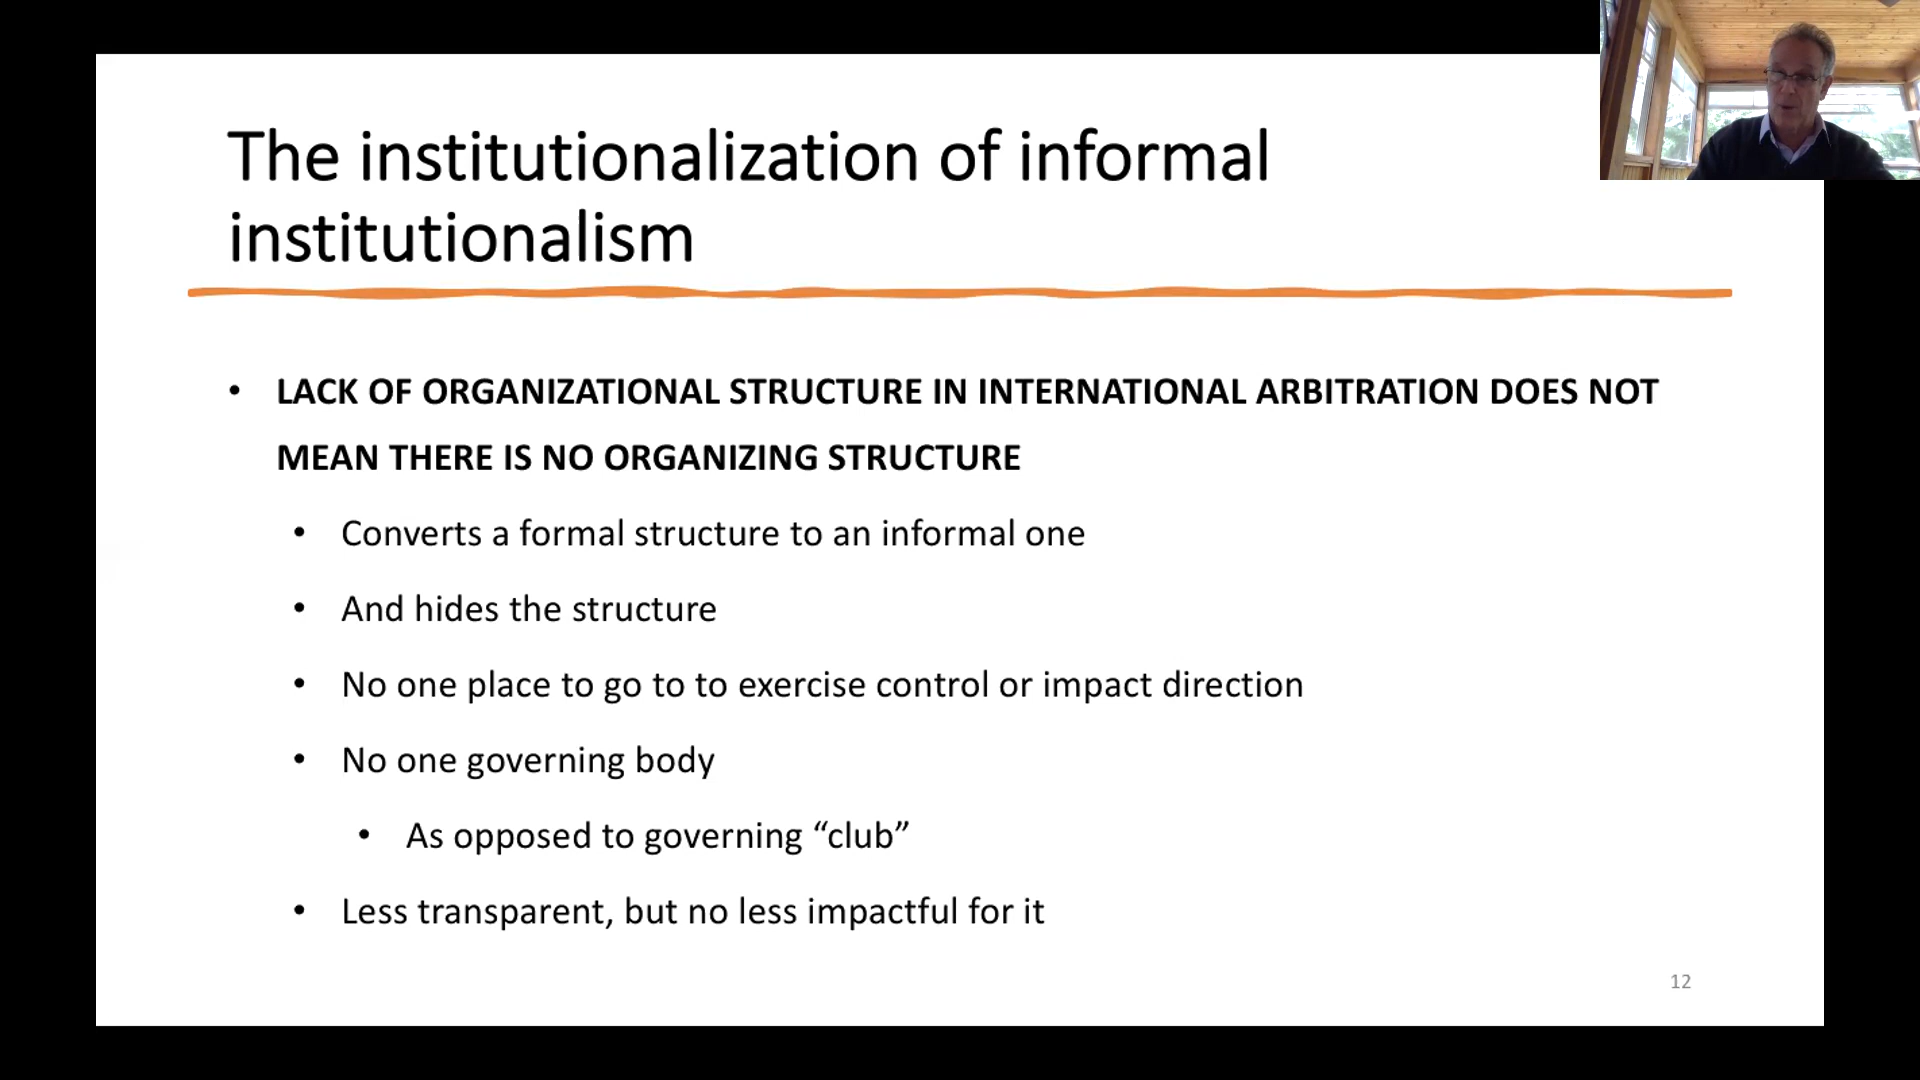 The institutionalization of informal
institutionalism
• LACK OF ORGANIZATIONAL STRUCTURE IN INTERNATIONAL ARBITRATION DOES NOT
MEAN THERE IS NO ORGANIZING STRUCTURE
• Converts a formal structure to an informal one
• And hides the structure
• No one place to go to to exercise control or impact direction
• No one governing body
• As opposed to governing “club”
• Less transparent, but no less impactful for it
12